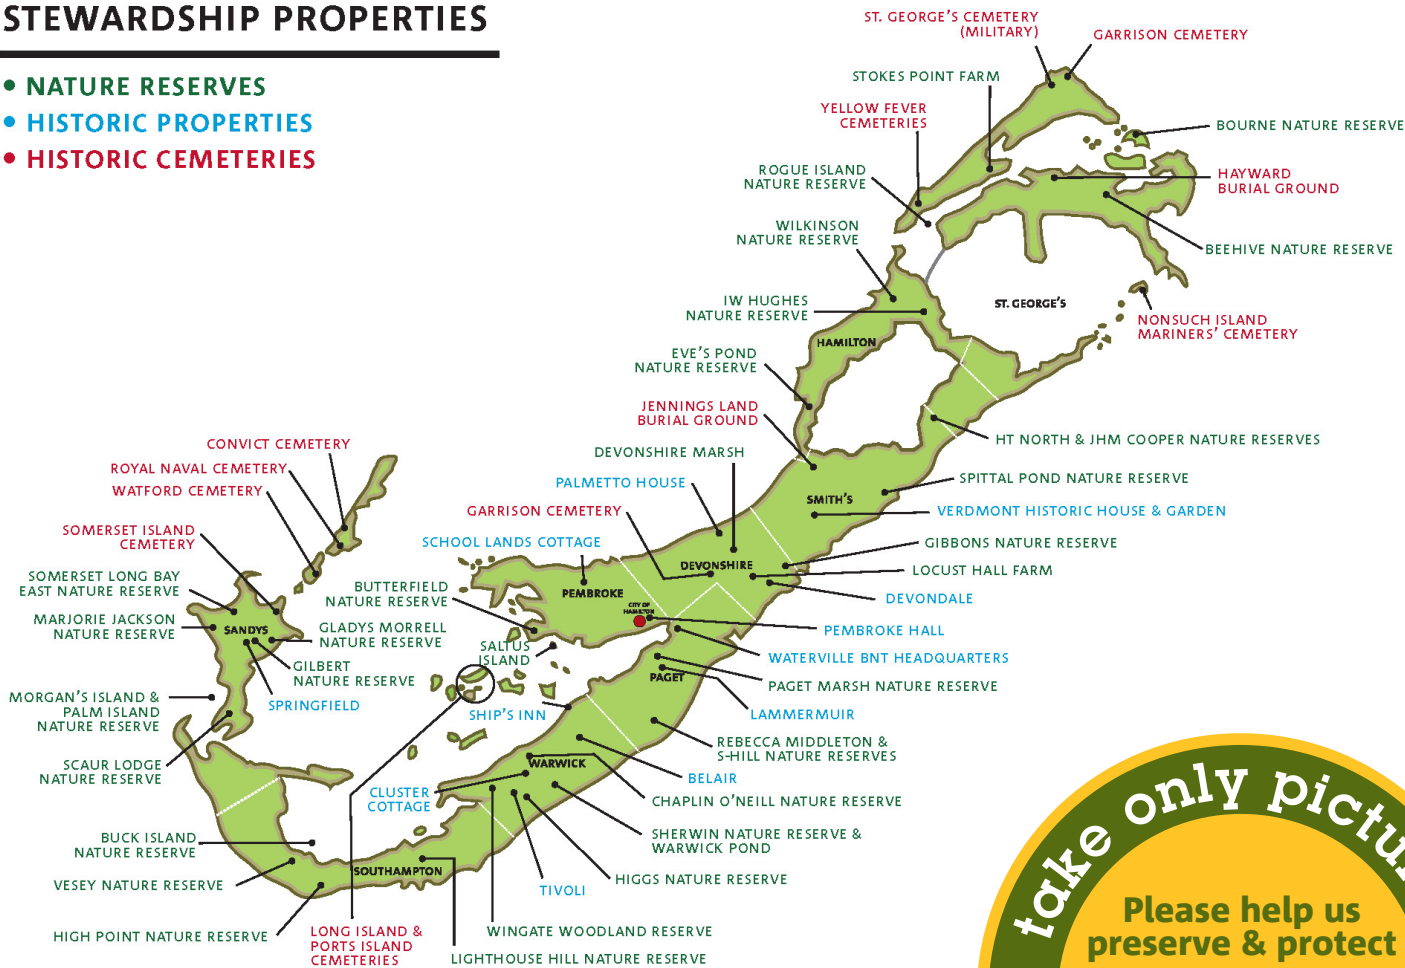 STEWARDSHIP PROPERTIES
• NATURE RESERVES
• HISTORIC PROPERTIES
• HISTORIC CEMETERIES
ST. GEORGE'S CEMETERY
(MILITARY)
GARRISON CEMETERY
STOKES POINT FARM
YELLOW FEVER
CEMETERIES
BOURNE NATURE RESERVE
ROGUE ISLAND
NATURE RESERVE
HAYWARD
BURIAL GROUND
WILKINSON
NATURE RESERVE
BEEHIVE NATURE RESERVE
IW HUGHES
NATURE RESERVE
ST. GEORGE'S
NONSUCH ISLAND
MARINERS' CEMETERY
HAMILTON
EVE'S POND
NATURE RESERVE
JENNINGS LAND
BURIAL GROUND
HT NORTH & JHM COOPER NATURE RESERVES
CONVICT CEMETERY
DEVONSHIRE MARSH
ROYAL NAVAL CEMETERY
WATFORD CEMETERY
PALMETTO HOUSE
SPITTAL POND NATURE RESERVE
SMITH'S
GARRISON CEMETERY
VERDMONT HISTORIC HOUSE & GARDEN
SOMERSET ISLAND
CEMETERY
SCHOOL LANDS COTTAGE
GIBBONS NATURE RESERVE
DEVONSHIRE
LOCUST HALL FARM
SOMERSET LONG BAY
EAST NATURE RESERVE
BUTTERFIELD
NATURE RESERVE
PEMBROKE
DEVONDALE
CITY OF
HAMILTON
MARJORIE JACKSON
NATURE RESERVE
SANDYS
GLADYS MORRELL
NATURE RESERVE
PEMBROKE HALL
SALTUS
ISLAND
WATERVILLE BNT HEADQUARTERS
GILBERT
NATURE RESERVE
PAGET
PAGET MARSH NATURE RESERVE
MORGAN'S ISLAND &
PALM ISLAND
NATURE RESERVE
SPRINGFIELD
SHIP'S INN
LAMMERMUIR
REBECCA MIDDLETON &
S-HILL NATURE RESERVES
SCAUR LODGE
NATURE RESERVE
WARWICK
BELAIR
CLUSTER
COTTAGE
CHAPLIN O'NEILL NATURE RESERVE
BUCK ISLAND
NATURE RESERVE
SHERWIN NATURE RESERVE &
WARWICK POND
SOUTHAMPTON
VESEY NATURE RESERVE
TIVOLI
HIGGS NATURE RESERVE
HIGH POINT NATURE RESERVE
LONG ISLAND &
PORTS ISLAND
CEMETERIES
WINGATE WOODLAND RESERVE
LIGHTHOUSE HILL NATURE RESERVE
take only pictu
Please help us
preserve & protect